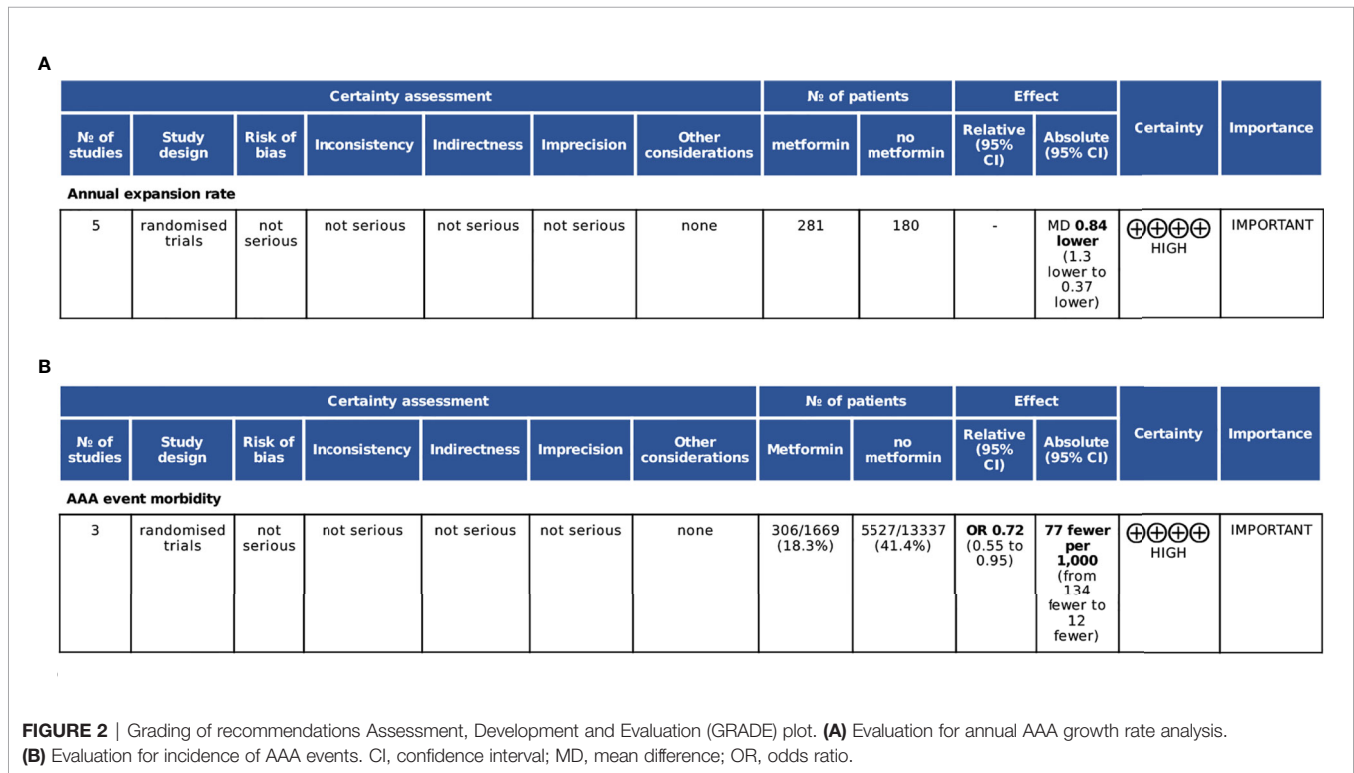 A
Certainty assessment № of patients Effect Certainty Importance
№ of studies Study design Risk of bias Inconsistency Indirectness Imprecision Other considerations metformin no metformin Relative (95% CI) Absolute (95% CI)
Annual expansion rate
5 randomised trials not serious not serious not serious not serious none 281 180 - MD 0.84 lower (1.3 lower to 0.37 lower) ⊕⊕⊕⊕ HIGH IMPORTANT
B
Certainty assessment № of patients Effect Certainty Importance
№ of studies Study design Risk of bias Inconsistency Indirectness Imprecision Other considerations Metformin no metformin Relative (95% CI) Absolute (95% CI)
AAA event morbidity
3 randomised trials not serious not serious not serious not serious none 306/1669 (18.3%) 5527/13337 (41.4%) OR 0.72 (0.55 to 0.95) 77 fewer per 1,000 (from 134 fewer to 12 fewer) ⊕⊕⊕⊕ HIGH IMPORTANT
FIGURE 2 | Grading of recommendations Assessment, Development and Evaluation (GRADE) plot. (A) Evaluation for annual AAA growth rate analysis.
(B) Evaluation for incidence of AAA events. CI, confidence interval; MD, mean difference; OR, odds ratio.